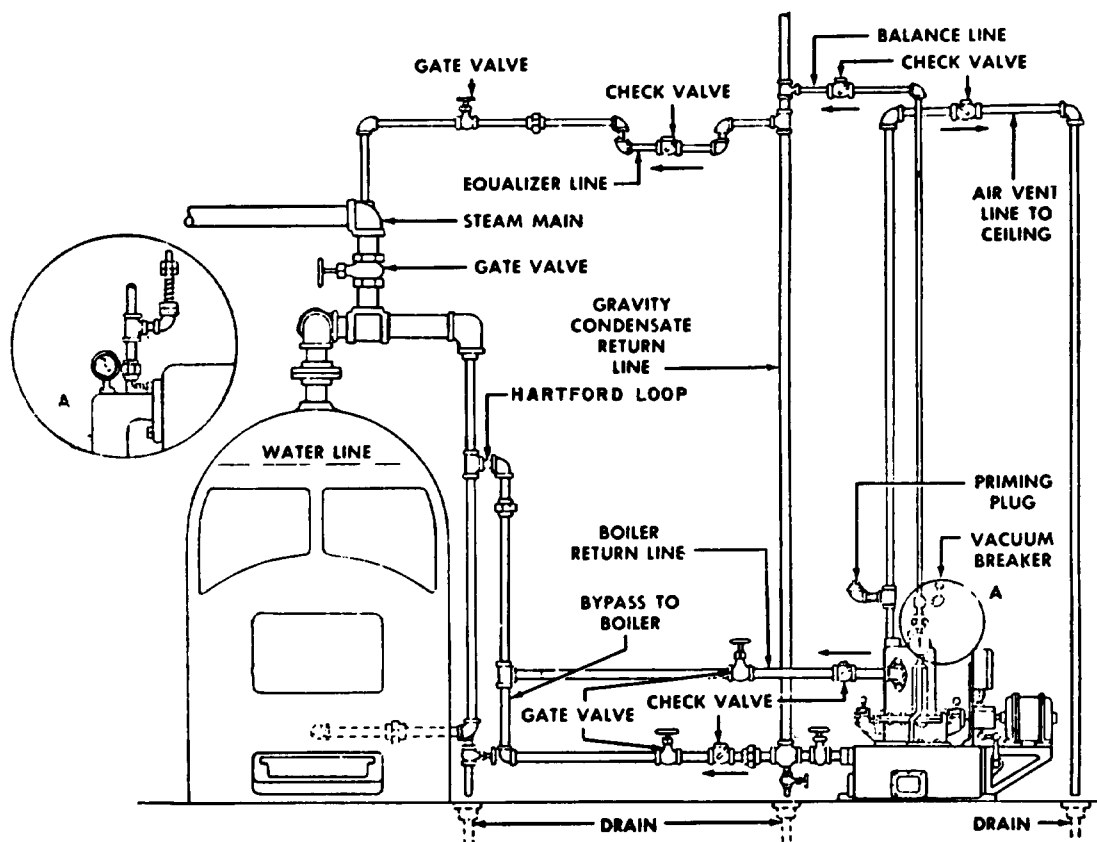 BALANCE LINE
CHECK VALVE
GATE VALVE
CHECK VALVE
EQUALIZER LINE
AIR VENT
LINE TO
CEILING
STEAM MAIN
GATE VALVE
GRAVITY
CONDENSATE
RETURN
LINE
HARTFORD LOOP
A
WATER LINE
PRIMING
PLUG
BOILER
RETURN LINE
VACUUM
BREAKER
A
BYPASS TO
BOILER
GATE VALVE
CHECK VALVE
DRAIN
DRAIN